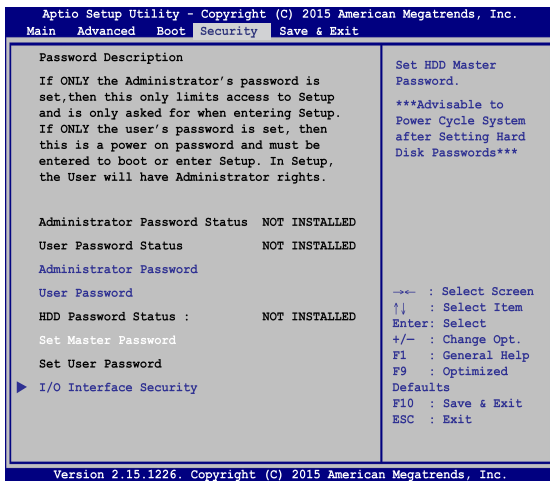 Aptio Setup Utility - Copyright (C) 2015 American Megatrends, Inc.
Main Advanced Boot Security Save & Exit
Password Description
If ONLY the Administrator's password is
set,then this only limits access to Setup
and is only asked for when entering Setup.
If ONLY the user's password is set, then
this is a power on password and must be
entered to boot or enter Setup. In Setup,
the User will have Administrator rights.
Administrator Password Status NOT INSTALLED
User Password Status NOT INSTALLED
Administrator Password
User Password
HDD Password Status : NOT INSTALLED
Set Master Password
Set User Password
I/O Interface Security
Set HDD Master
Password.
***Advisable to
Power Cycle System
after Setting Hard
Disk Passwords***
→← : Select Screen
↑↓ : Select Item
Enter: Select
+/— : Change Opt.
F1 : General Help
F9 : Optimized
Defaults
F10 : Save & Exit
ESC : Exit
Version 2.15.1226. Copyright (C) 2015 American Megatrends, Inc.